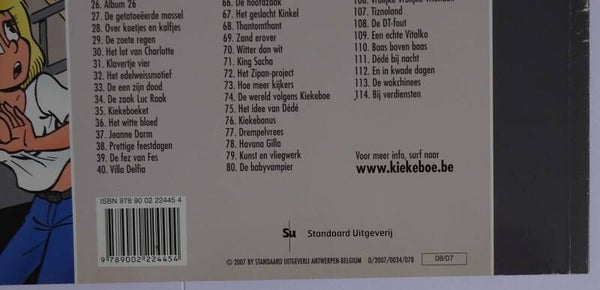 26. Album 26
27. De getatoeëerde mossel
28. Over koetjes en kalfjes
29. De zoete regen
30. Het lot van Charlotte
31. Klavertje vier
32. Het edelweissmotief
33. De een zijn dood
34. De zaak Luc Raak
35. Kiekeboeket
36. Het witte bloed
37. Jeanne Darm
38. Prettige feestdagen
39. De fez van Fes
40. Villa Delfia
66. De hoofdzaak
67. Het geslacht Kinkel
68. Thantomthant
69. Zand erover
70. Witter dan wit
71. King Sacha
72. Het Zipan-project
73. Hoe meer kijkers
74. De wereld volgens Kiekeboe
75. Het idee van Dédé
76. Kiekebanus
77. Drempelvrees
78. Havana Gilla
79. Kunst en vliegwerk
80. De babyvampier
106. Vrolijke
107. Tiznoland
108. De DT-fout
109. Een echte Vitalko
110. Baas boven baas
111. Dédé bij nacht
112. En in kwade dagen
113. De wokchinees
114. Bij verdiensten
Voor meer info, surf naar
www.kiekeboe.be
ISBN 978 90 02 22445 4
9 789002 224454
Su Standaard Uitgeverij
© 2007 BY STANDAARD UITGEVERIJ ANTWERPEN-BELGIUM D/2007/0034/078 08/07